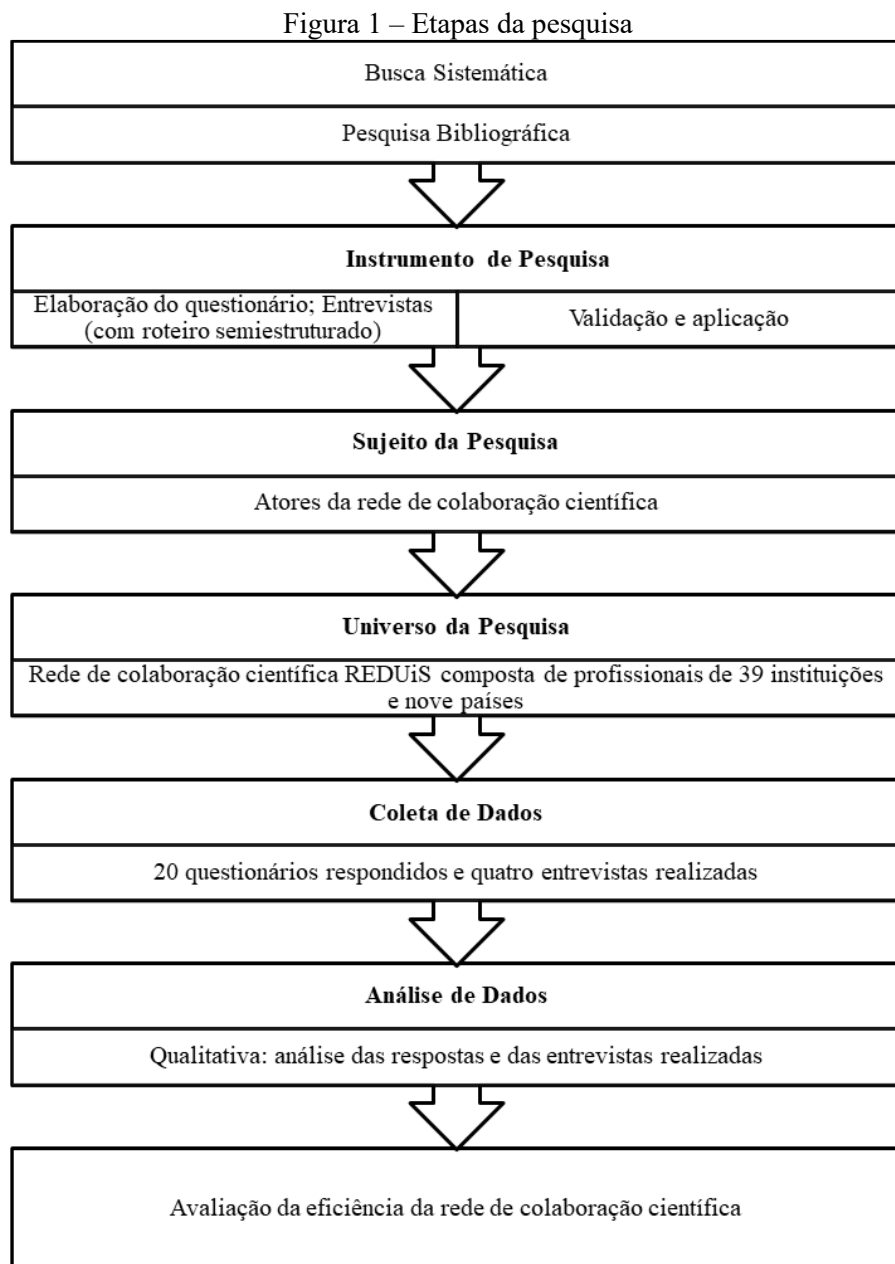 Figura 1 – Etapas da pesquisa
Busca Sistemática
Pesquisa Bibliográfica
Instrumento de Pesquisa
Elaboração do questionário; Entrevistas
(com roteiro semiestruturado)
Validação e aplicação
Sujeito da Pesquisa
Atores da rede de colaboração científica
Universo da Pesquisa
Rede de colaboração científica REDUiS composta de profissionais de 39 instituições
e nove países
Coleta de Dados
20 questionários respondidos e quatro entrevistas realizadas
Análise de Dados
Qualitativa: análise das respostas e das entrevistas realizadas
Avaliação da eficiência da rede de colaboração científica